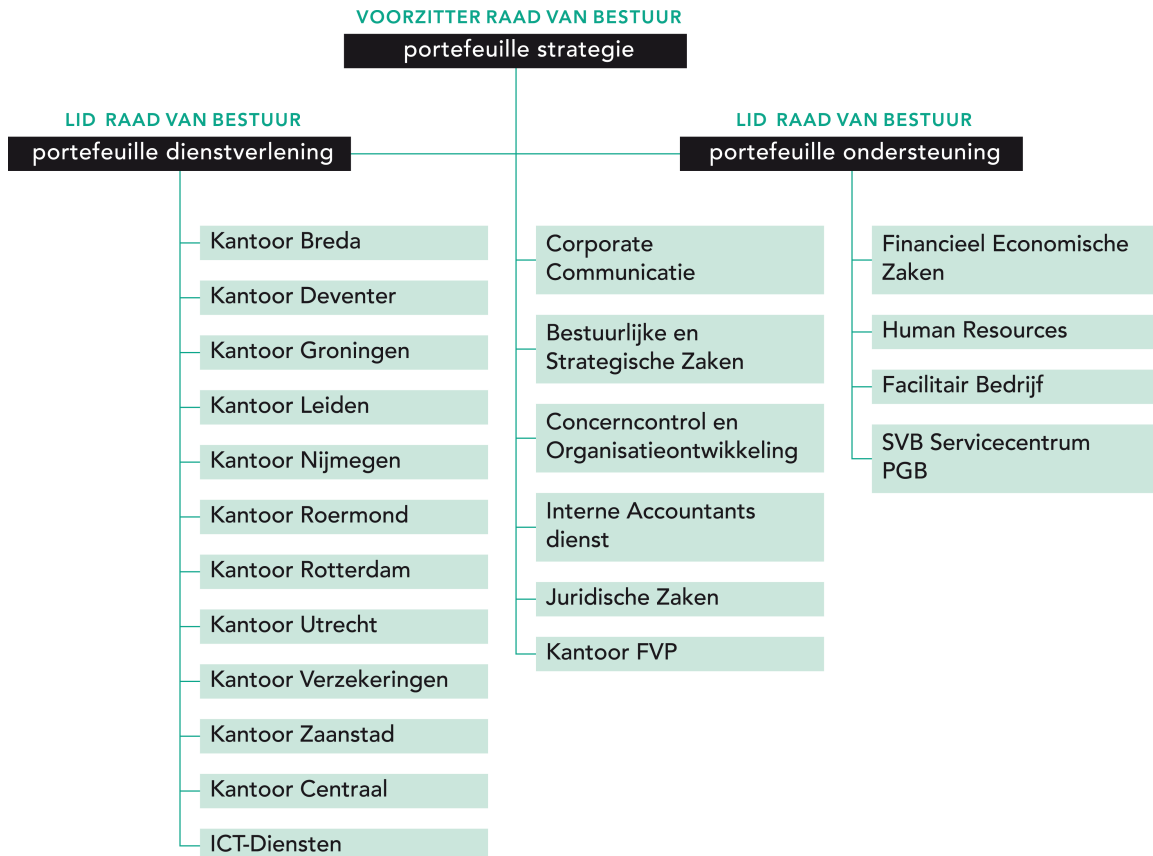 VOORZITTER RAAD VAN BESTUUR
portefeuille strategie
LID RAAD VAN BESTUUR
portefeuille dienstverlening
LID RAAD VAN BESTUUR
portefeuille ondersteuning
Kantoor Breda
Kantoor Deventer
Kantoor Groningen
Kantoor Leiden
Kantoor Nijmegen
Kantoor Roermond
Kantoor Rotterdam
Kantoor Utrecht
Kantoor Verzekeringen
Kantoor Zaanstad
Kantoor Centraal
ICT-Diensten
Corporate
Communicatie
Bestuurlijke en
Strategische Zaken
Concerncontrol en
Organisatieontwikkeling
Interne Accountants
dienst
Juridische Zaken
Kantoor FVP
Financieel Economische
Zaken
Human Resources
Facilitair Bedrijf
SVB Servicecentrum
PGB